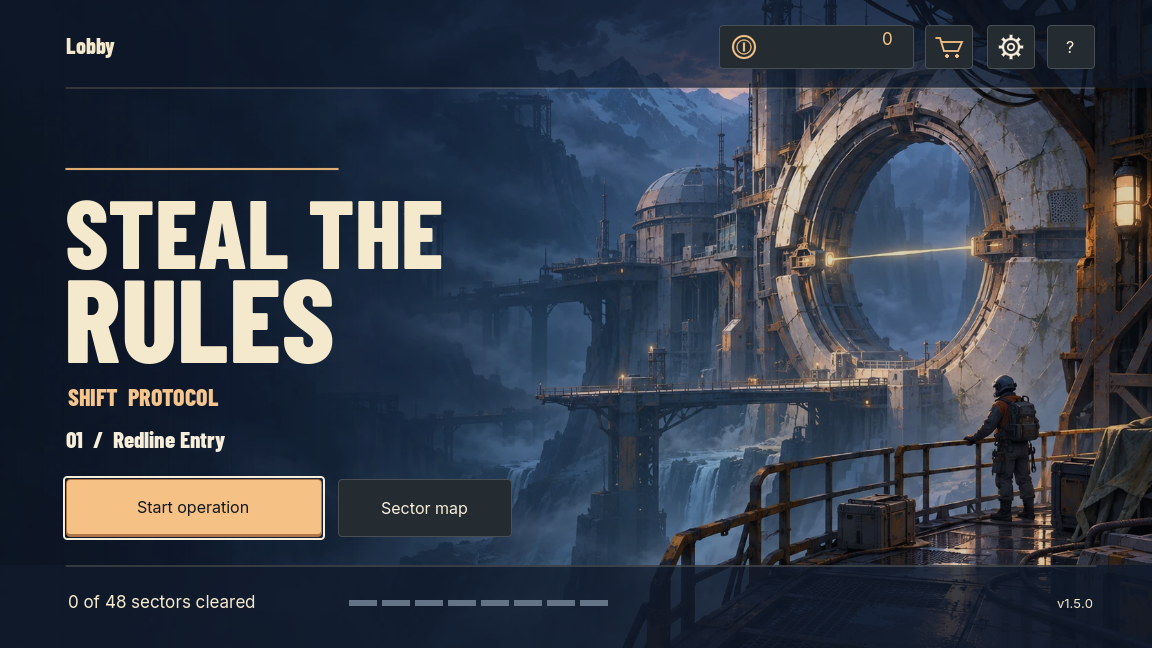 Lobby
0
?
STEAL THE
RULES
SHIFT PROTOCOL
01 / Redline Entry
Start operation
Sector map
0 of 48 sectors cleared
v1.5.0